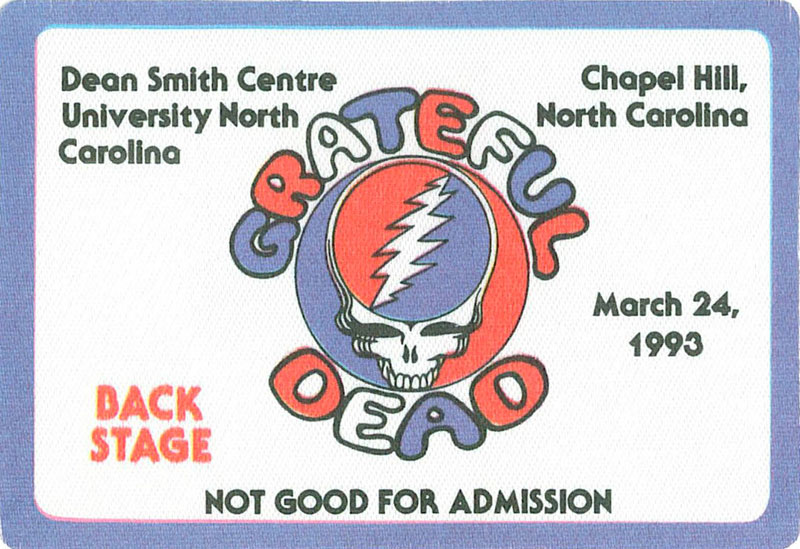 Dean Smith Centre
University North
Carolina
Chapel Hill,
North Carolina
GRATEFUL
DEAD
March 24,
1993
BACK
STAGE
NOT GOOD FOR ADMISSION